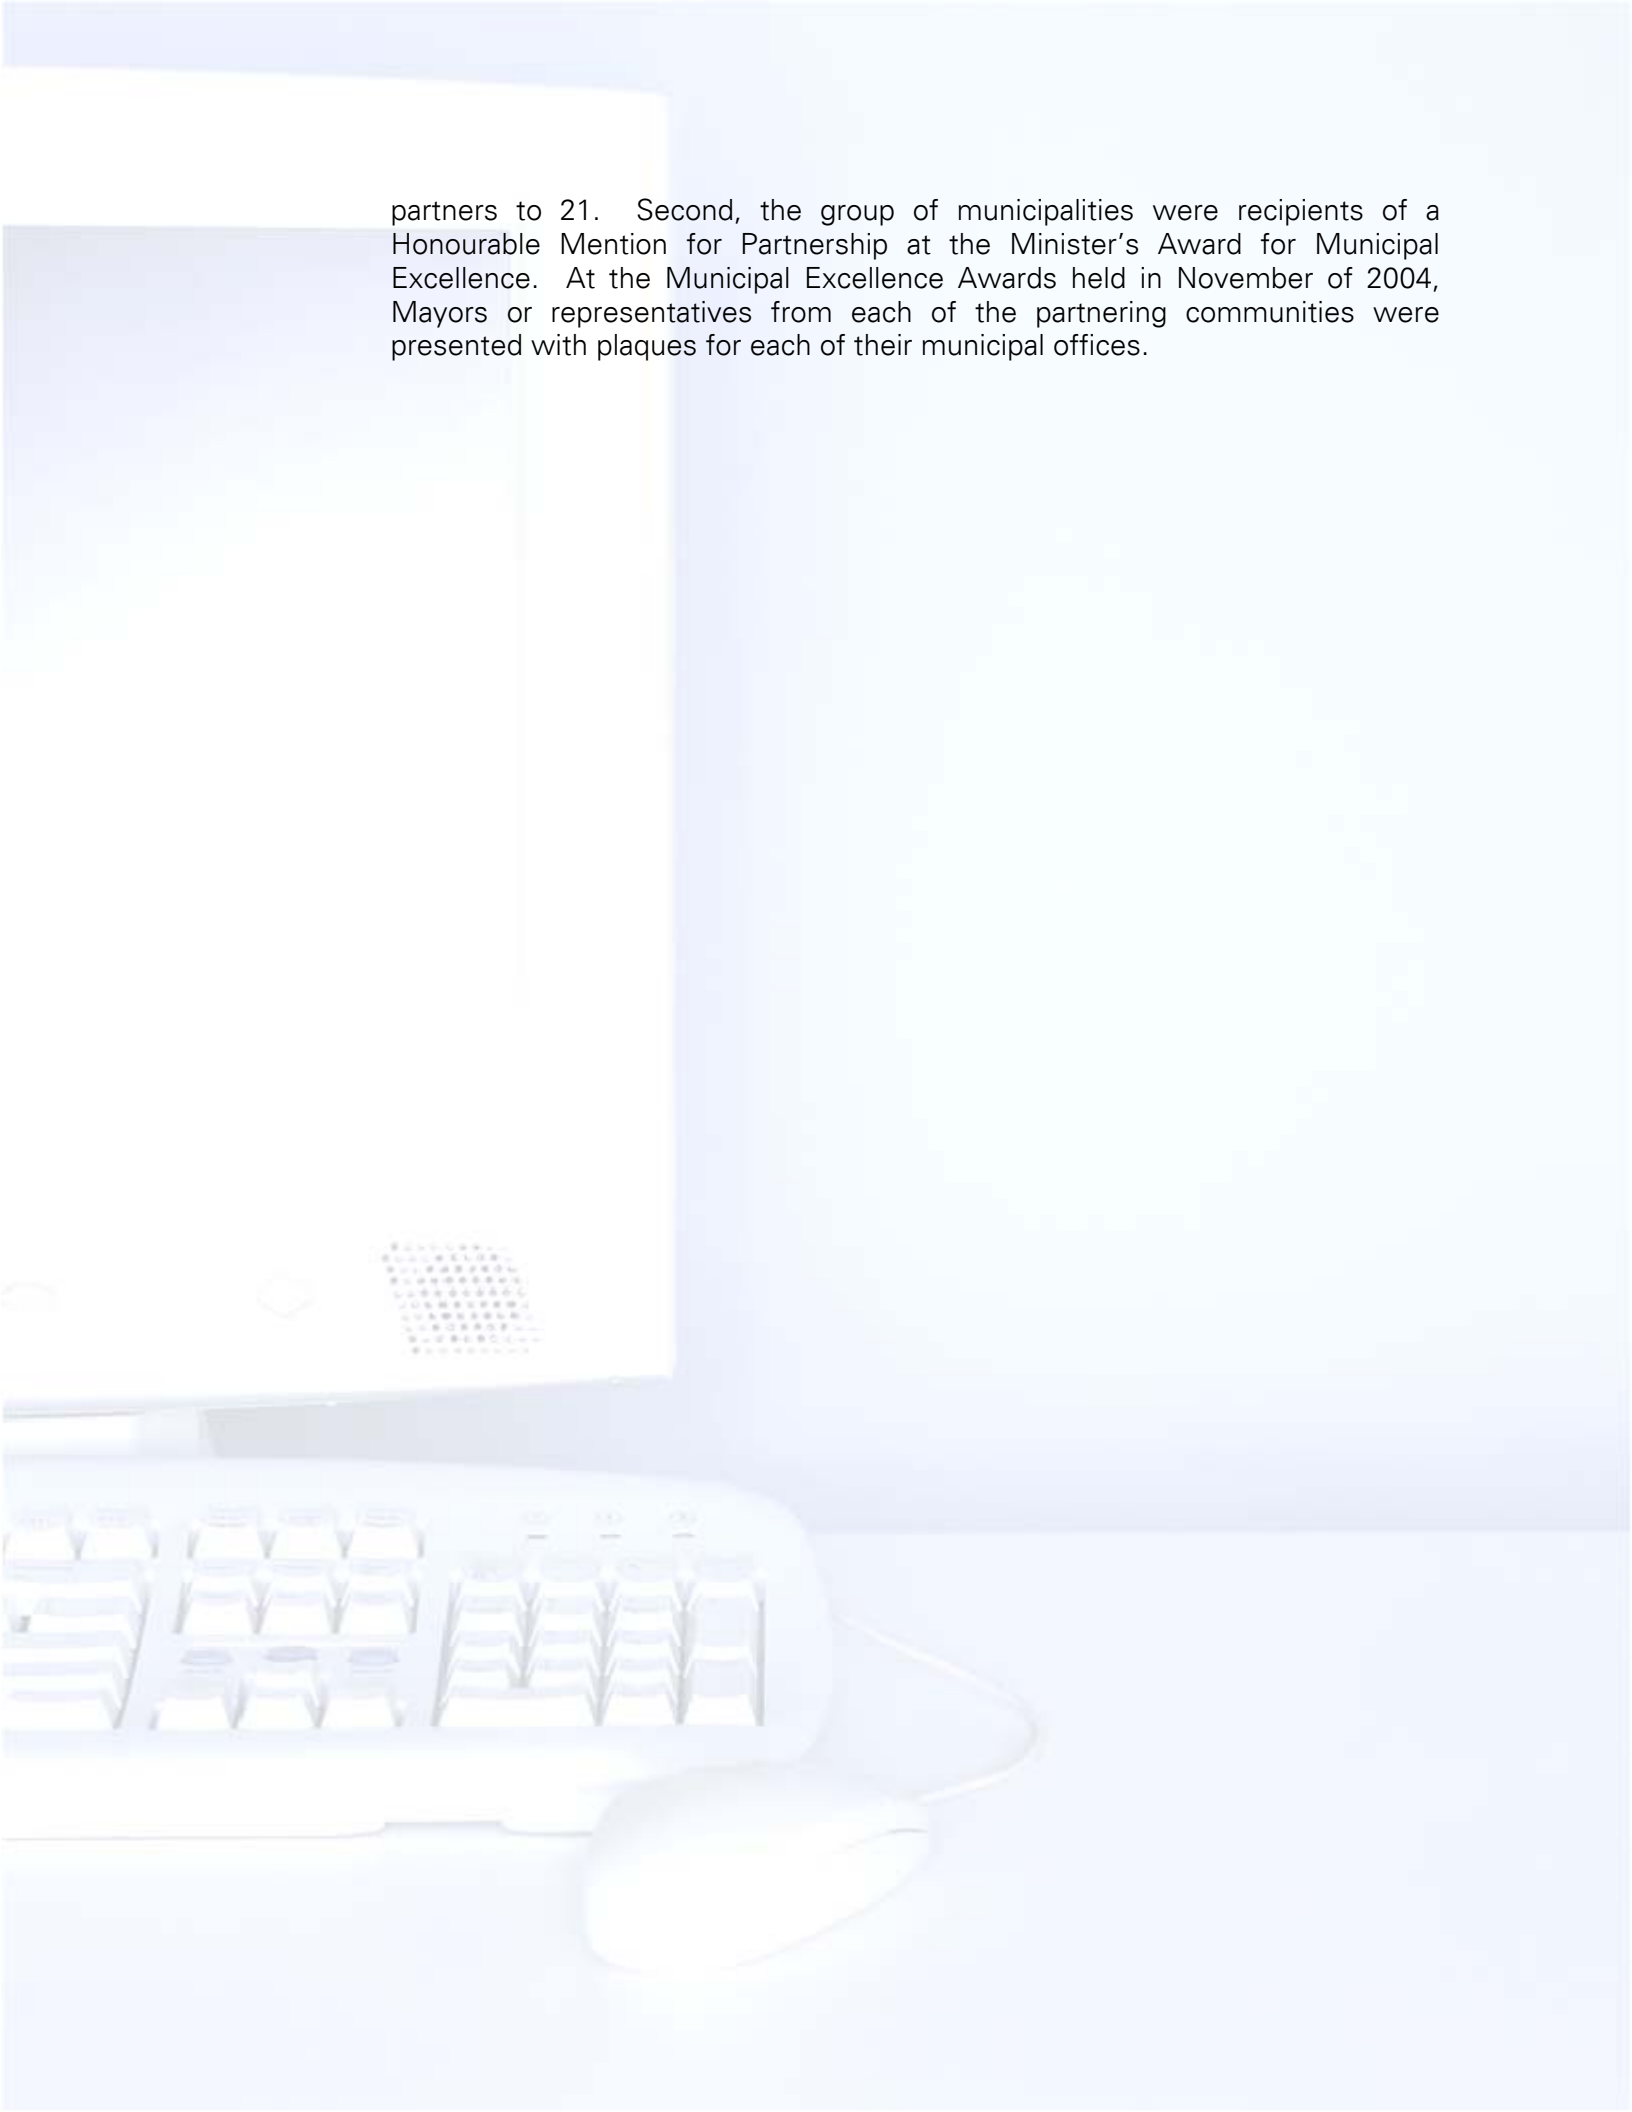 partners to 21. Second, the group of municipalities were recipients of a
Honourable Mention for Partnership at the Minister’s Award for Municipal
Excellence. At the Municipal Excellence Awards held in November of 2004,
Mayors or representatives from each of the partnering communities were
presented with plaques for each of their municipal offices.